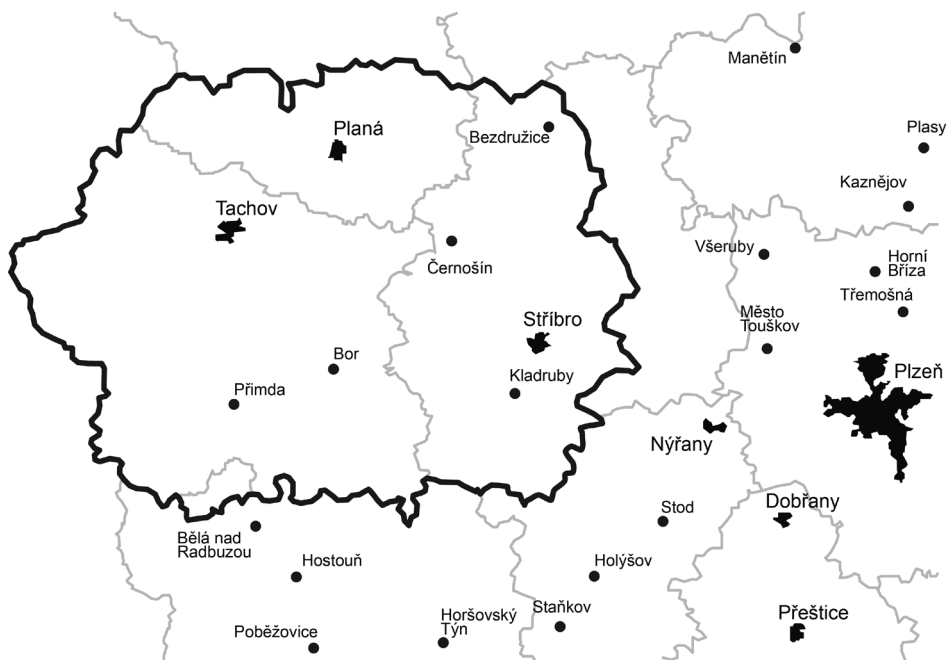 Manětín
Planá
Bezdružice
Plasy
Kaznějov
Tachov
Černošín
Všeruby
Horní
Bříza
Třemošná
Město
Touškov
Stříbro
Bor
Plzeň
Přimda
Kladruby
Nýřany
Dobřany
Stod
Bělá nad
Radbuzou
Hostouň
Holýšov
Staňkov
Přeštice
Horšovský
Týn
Poběžovice